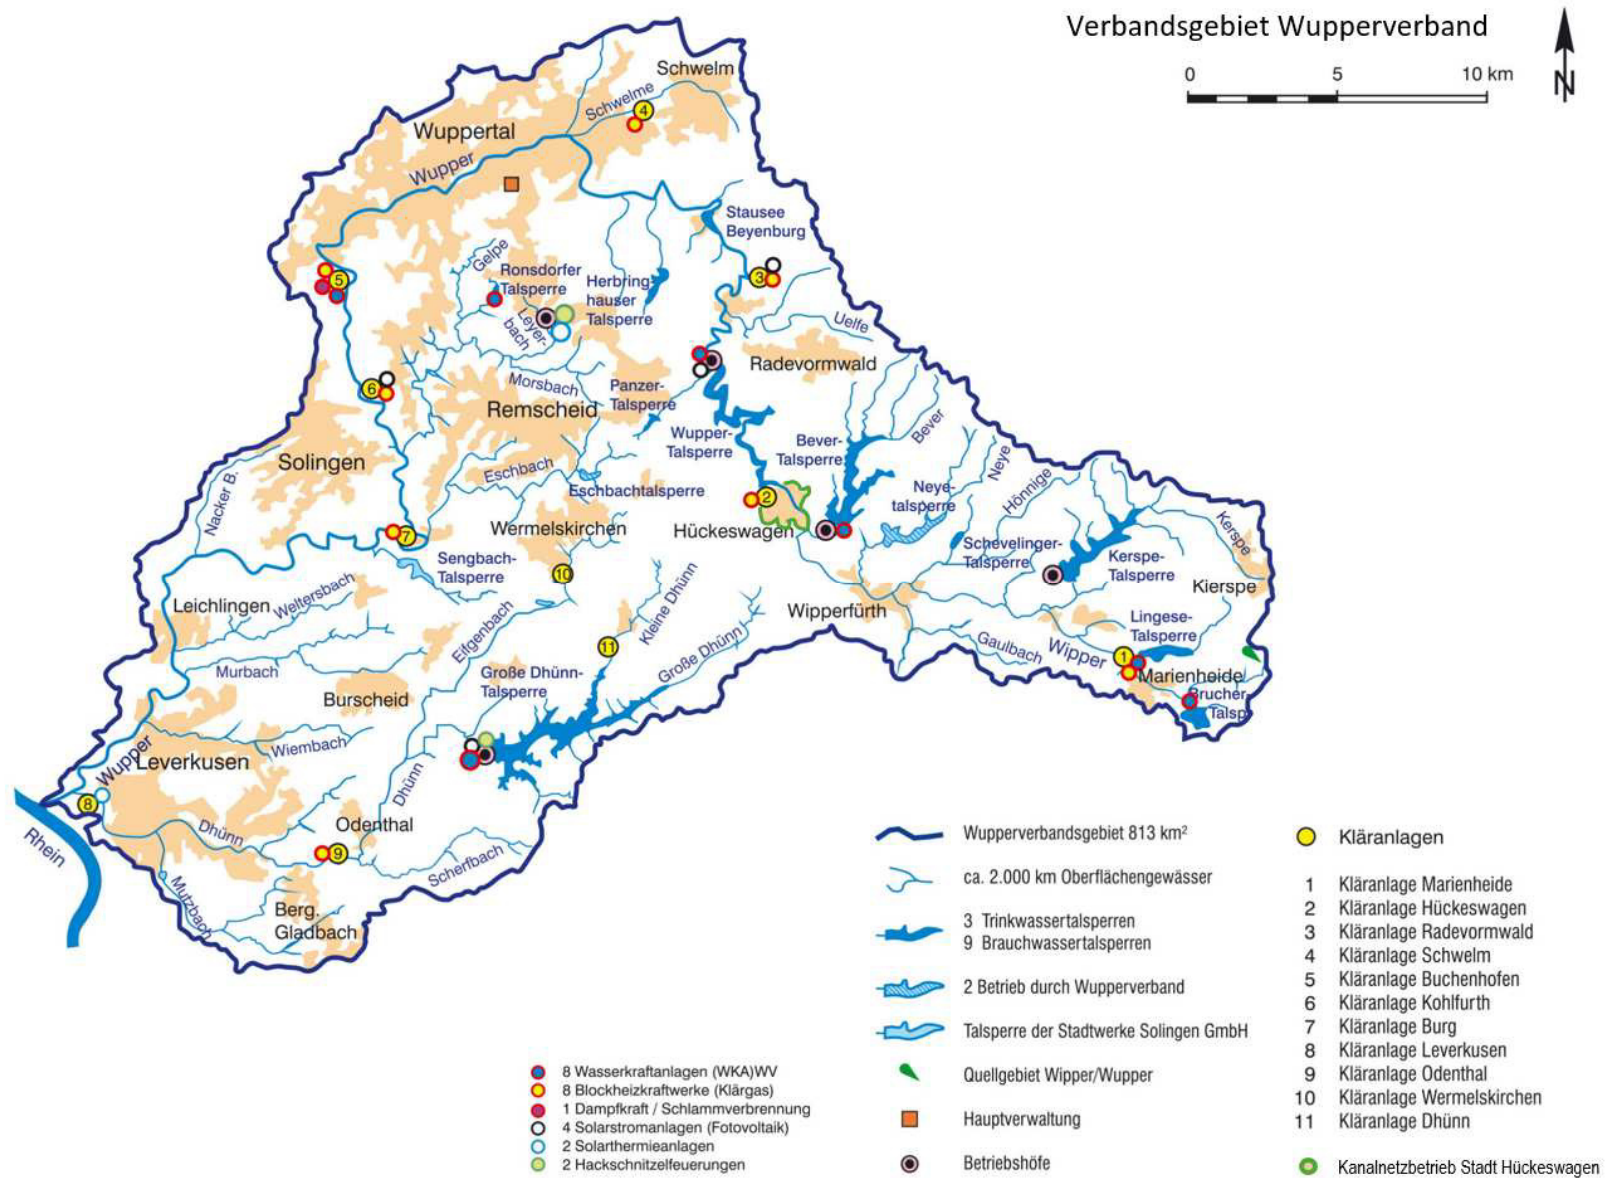 Verbandsgebiet Wupperverband
0 5 10 km
N
Schwelm
Schwelme
4
Wuppertal
Wupper
Stausee
Beyenburg
Gelpe
Ronsdorfer
Talsperre
Herbring-
hauser
Talsperre
5
3
Leyer-
bach
Uelfe
Radevormwald
6
Morsbach
Panzer-
Talsperre
Remscheid
Wupper-
Talsperre
Bever-
Talsperre
Bever
Solingen
Eschbach
Eschbachtalsperre
Neye-
talsperre
Neye
Hönnige
Nacker B.
2
Wermelskirchen
Hückeswagen
7
Schevelinger-
Talsperre
Kerspe-
Talsperre
Kerspe
Sengbach-
Talsperre
10
Kierspe
Leichlingen
Weltersbach
Eifgenbach
Kleine Dhünn
Wipperfürth
Lingese-
Talsperre
11
Gaulbach
Wipper
1
Marienheide
Murbach
Große Dhünn-
Talsperre
Große Dhünn
Brucher-
Talsp.
Burscheid
Wiembach
Wupper
Leverkusen
Dhünn
8
Rhein
Dhünn
Odenthal
9
Scherfbach
Mutzbach
Berg.
Gladbach
Wupperverbandsgebiet 813 km²
ca. 2.000 km Oberflächengewässer
3 Trinkwassertalsperren
9 Brauchwassertalsperren
2 Betrieb durch Wupperverband
Talsperre der Stadtwerke Solingen GmbH
Quellgebiet Wipper/Wupper
Hauptverwaltung
Betriebshöfe
Kläranlagen
1 Kläranlage Marienheide
2 Kläranlage Hückeswagen
3 Kläranlage Radevormwald
4 Kläranlage Schwelm
5 Kläranlage Buchenhofen
6 Kläranlage Kohlfurth
7 Kläranlage Burg
8 Kläranlage Leverkusen
9 Kläranlage Odenthal
10 Kläranlage Wermelskirchen
11 Kläranlage Dhünn
Kanalnetzbetrieb Stadt Hückeswagen
8 Wasserkraftanlagen (WKA)WV
8 Blockheizkraftwerke (Klärgas)
1 Dampfkraft / Schlammverbrennung
4 Solarstromanlagen (Fotovoltaik)
2 Solarthermieanlagen
2 Hackschnitzelfeuerungen